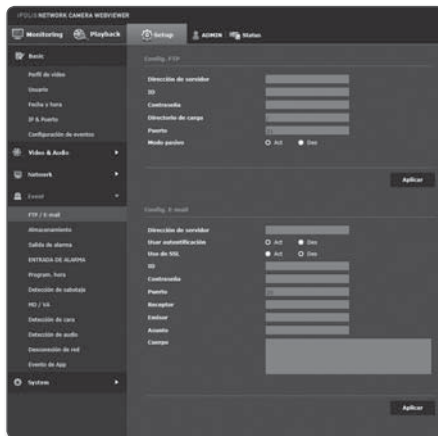 iPOLiS NETWORK CAMERA WEBVIEWER
Monitoring
Playback
Setup
ADMIN
Status
Basic
Perfil de vídeo
Usuario
Fecha y hora
IP & Puerto
Configuración de eventos
Video & Audio
Network
Event
FTP / E-mail
Almacenamiento
Salida de alarma
ENTRADA DE ALARMA
Program. hora
Detección de sabotaje
MD / VA
Detección de cara
Detección de audio
Desconexión de red
Evento de App
System
Config. FTP
Dirección de servidor
ID
Contraseña
Directorio de carga
Puerto
Modo pasivo Act Des
Aplicar
Config. E-mail
Dirección de servidor
User autentificación Act Des
Uso de SSL Act Des
ID
Contraseña
Puerto
Receptor
Emisor
Asunto
Cuerpo
Aplicar